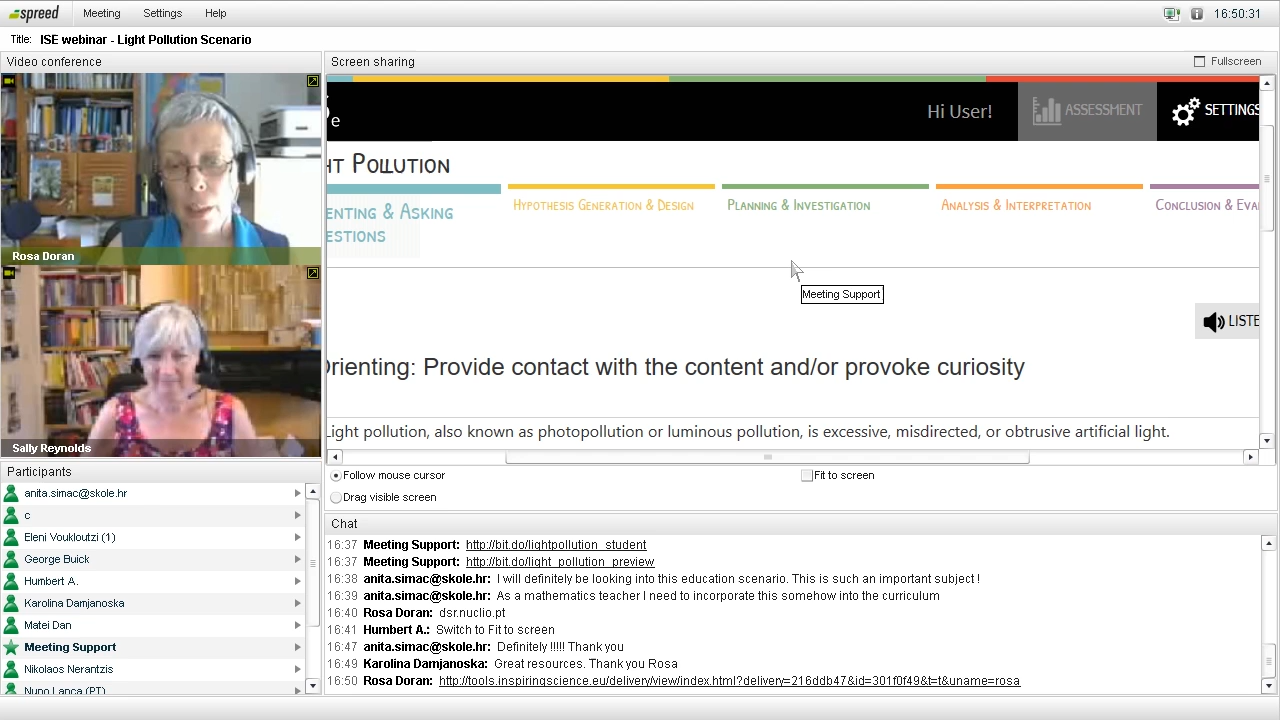 spreed Meeting Settings Help 16:50:31
Title: ISE webinar - Light Pollution Scenario
Video conference
Screen sharing
Fullscreen
Rosa Doran
Sally Reynolds
e
Hi User!
ASSESSMENT
SETTINGS
HT POLLUTION
ENTING & ASKING
ESTIONS
HYPOTHESIS GENERATION & DESIGN
PLANNING & INVESTIGATION
ANALYSIS & INTERPRETATION
CONCLUSION & EVA
Meeting Support
LISTE
Orienting: Provide contact with the content and/or provoke curiosity
Light pollution, also known as photopollution or luminous pollution, is excessive, misdirected, or obtrusive artificial light.
Follow mouse cursor
Fit to screen
Drag visible screen
Participants
anita.simac@skole.hr
c
Eleni Voukloutzi (1)
George Buick
Humbert A.
Karolina Damjanoska
Matei Dan
Meeting Support
Nikolaos Nerantzis
Nuno Lança (PT)
Chat
16:37 Meeting Support: http://bit.do/lightpollution_student
16:37 Meeting Support: http://bit.do/light_pollution_preview
16:38 anita.simac@skole.hr: I will definitely be looking into this education scenario. This is such an important subject !
16:39 anita.simac@skole.hr: As a mathematics teacher I need to incorporate this somehow into the curriculum
16:40 Rosa Doran: dsr.nuclio.pt
16:41 Humbert A.: Switch to Fit to screen
16:47 anita.simac@skole.hr: Definitely !!!!! Thank you
16:49 Karolina Damjanoska: Great resources. Thank you Rosa
16:50 Rosa Doran: http://tools.inspiringscience.eu/delivery/view/index.html?delivery=216ddb47&id=301f0f49&t=t&uname=rosa